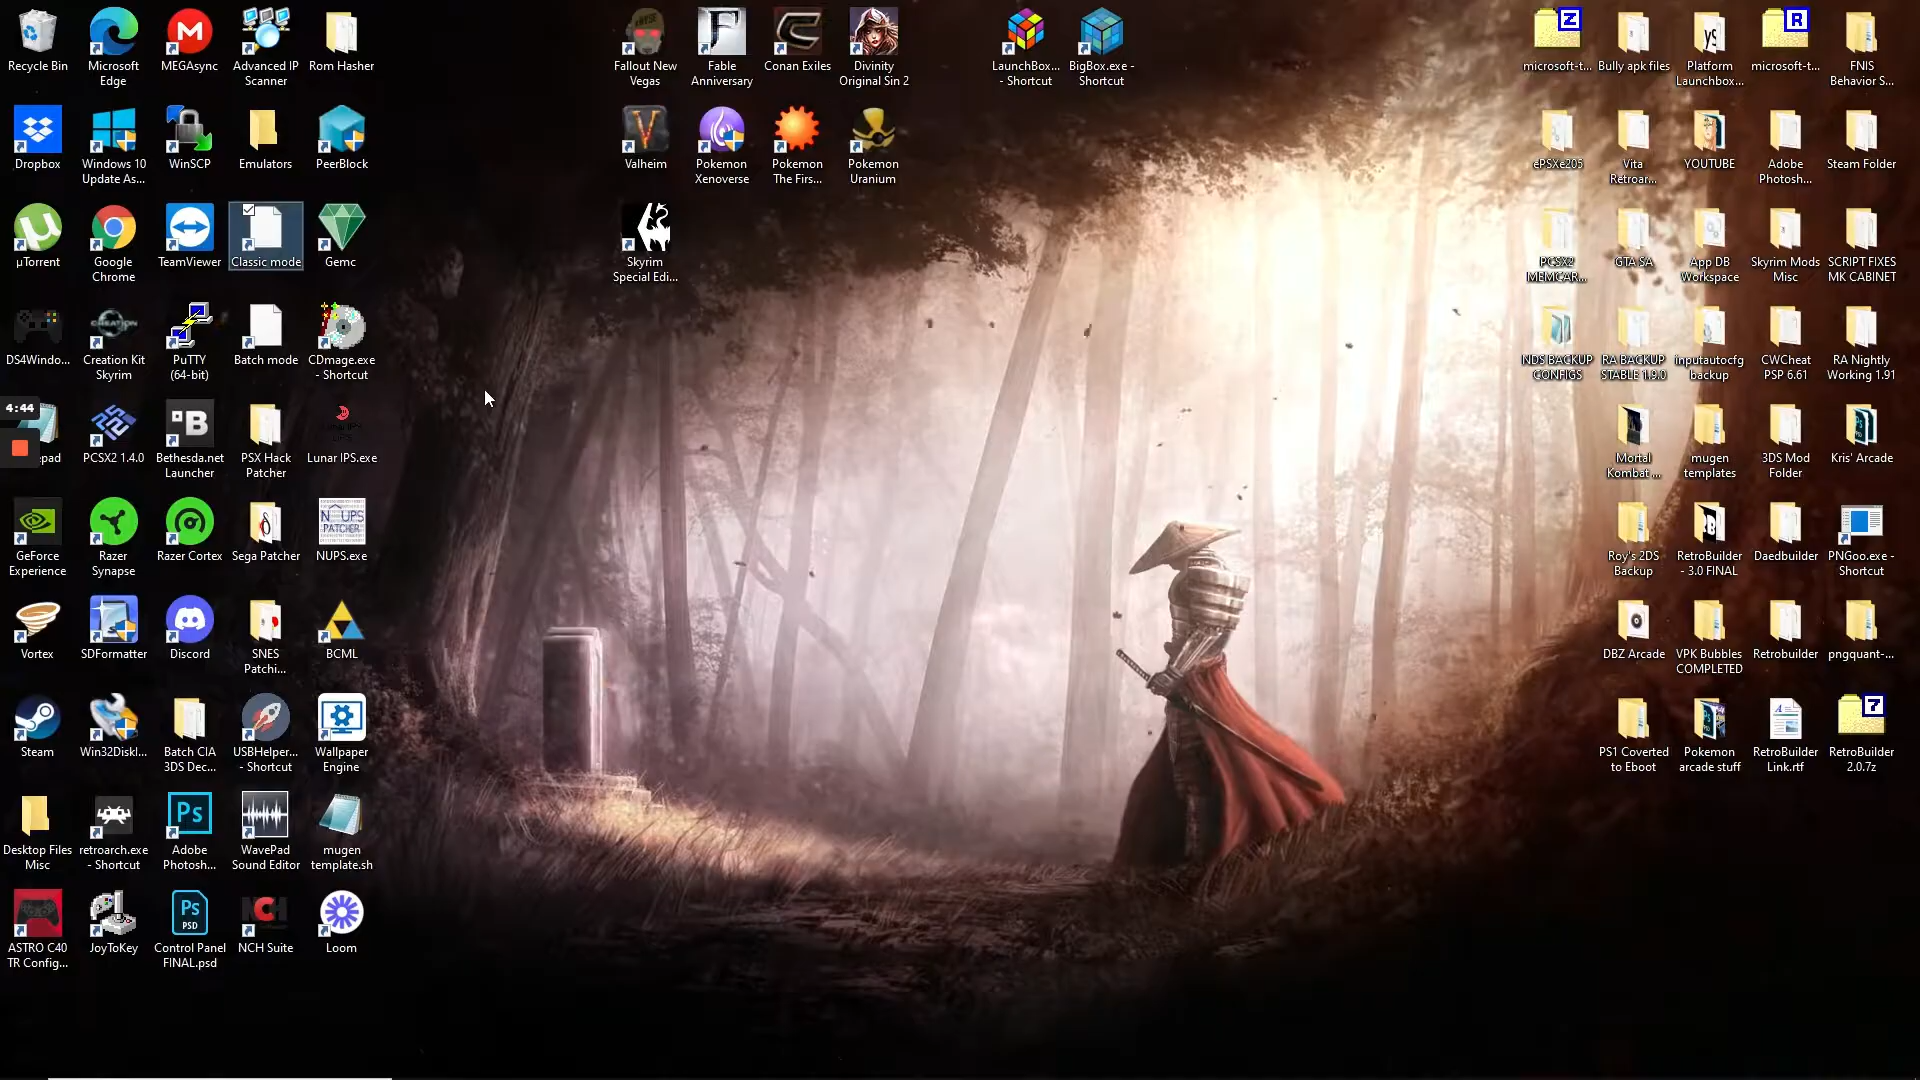 Recycle Bin
Microsoft
Edge
MEGAsync
Advanced IP
Scanner
Rom Hasher
Fallout New
Vegas
Fable
Anniversary
Conan Exiles
Divinity
Original Sin 2
LaunchBox...
- Shortcut
BigBox.exe -
Shortcut
Z
microsoft-t...
Bully apk files
Platform
Launchbox...
R
microsoft-t...
FNIS
Behavior S...
Dropbox
Windows 10
Update As...
WinSCP
Emulators
PeerBlock
Valheim
Pokemon
Xenoverse
Pokemon
The Firs...
Pokemon
Uranium
ePSXe205
Vita
Retroar...
YOUTUBE
Adobe
Photosh...
Steam Folder
µTorrent
Google
Chrome
TeamViewer
Classic mode
Gemc
Skyrim
Special Edi...
PCSX2
MEMCAR...
GTA SA
App DB
Workspace
Skyrim Mods
Misc
SCRIPT FIXES
MK CABINET
DS4Windo...
CREATION
Creation Kit
Skyrim
PuTTY
(64-bit)
Batch mode
CDmage.exe
- Shortcut
NDS BACKUP
CONFIGS
RA BACKUP
STABLE 1.9.0
inputautocfg
backup
CWCheat
PSP 6.61
RA Nightly
Working 1.91
4:44
epad
PCSX2 1.4.0
Bethesda.net
Launcher
PSX Hack
Patcher
Lunar IPS.exe
Mortal
Kombat ...
mugen
templates
3DS Mod
Folder
Kris' Arcade
GeForce
Experience
Razer
Synapse
Razer Cortex
Sega Patcher
NUPS
PATCHER
NUPS.exe
Roy's 2DS
Backup
RetroBuilder
- 3.0 FINAL
Daedbuilder
PNGoo.exe -
Shortcut
Vortex
SDFormatter
Discord
SNES
Patchi...
BCML
DBZ Arcade
VPK Bubbles
COMPLETED
Retrobuilder
pngquant-...
Steam
Win32DiskI...
Batch CIA
3DS Dec...
USBHelper...
- Shortcut
Wallpaper
Engine
PS1 Coverted
to Eboot
Pokemon
arcade stuff
RetroBuilder
Link.rtf
7
RetroBuilder
2.0.7z
Desktop Files
Misc
retroarch.exe
- Shortcut
Ps
Adobe
Photosh...
WavePad
Sound Editor
mugen
template.sh
ASTRO C40
TR Config...
JoyToKey
Ps
PSD
Control Panel
FINAL.psd
NCH
NCH Suite
Loom